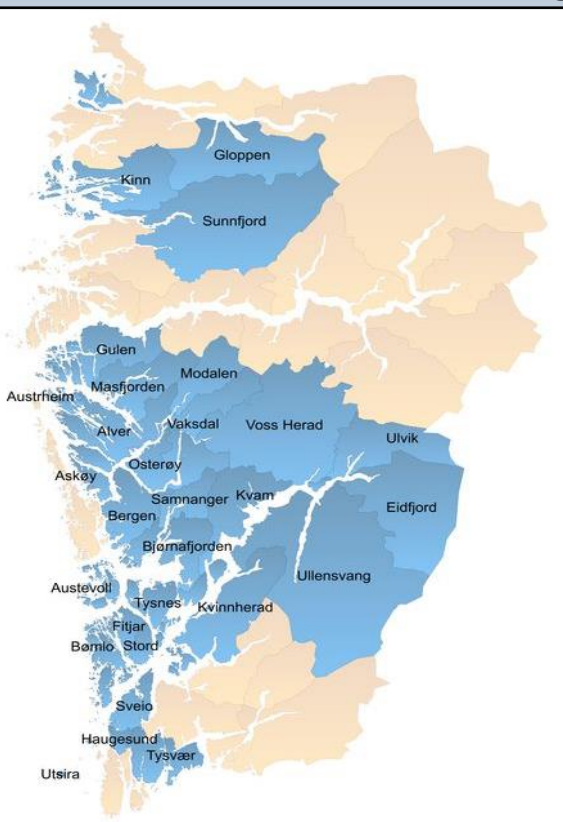 Gloppen
Kinn
Sunnfjord
Gulen
Modalen
Masfjorden
Austrheim
Vaksdal
Voss Herad
Alver
Ulvik
Osterøy
Askøy
Samnanger
Kvam
Eidfjord
Bergen
Bjørnafjorden
Ullensvang
Austevoll
Tysnes
Kvinnherad
Fitjar
Bømlo
Stord
Sveio
Haugesund
Tysvær
Utsira